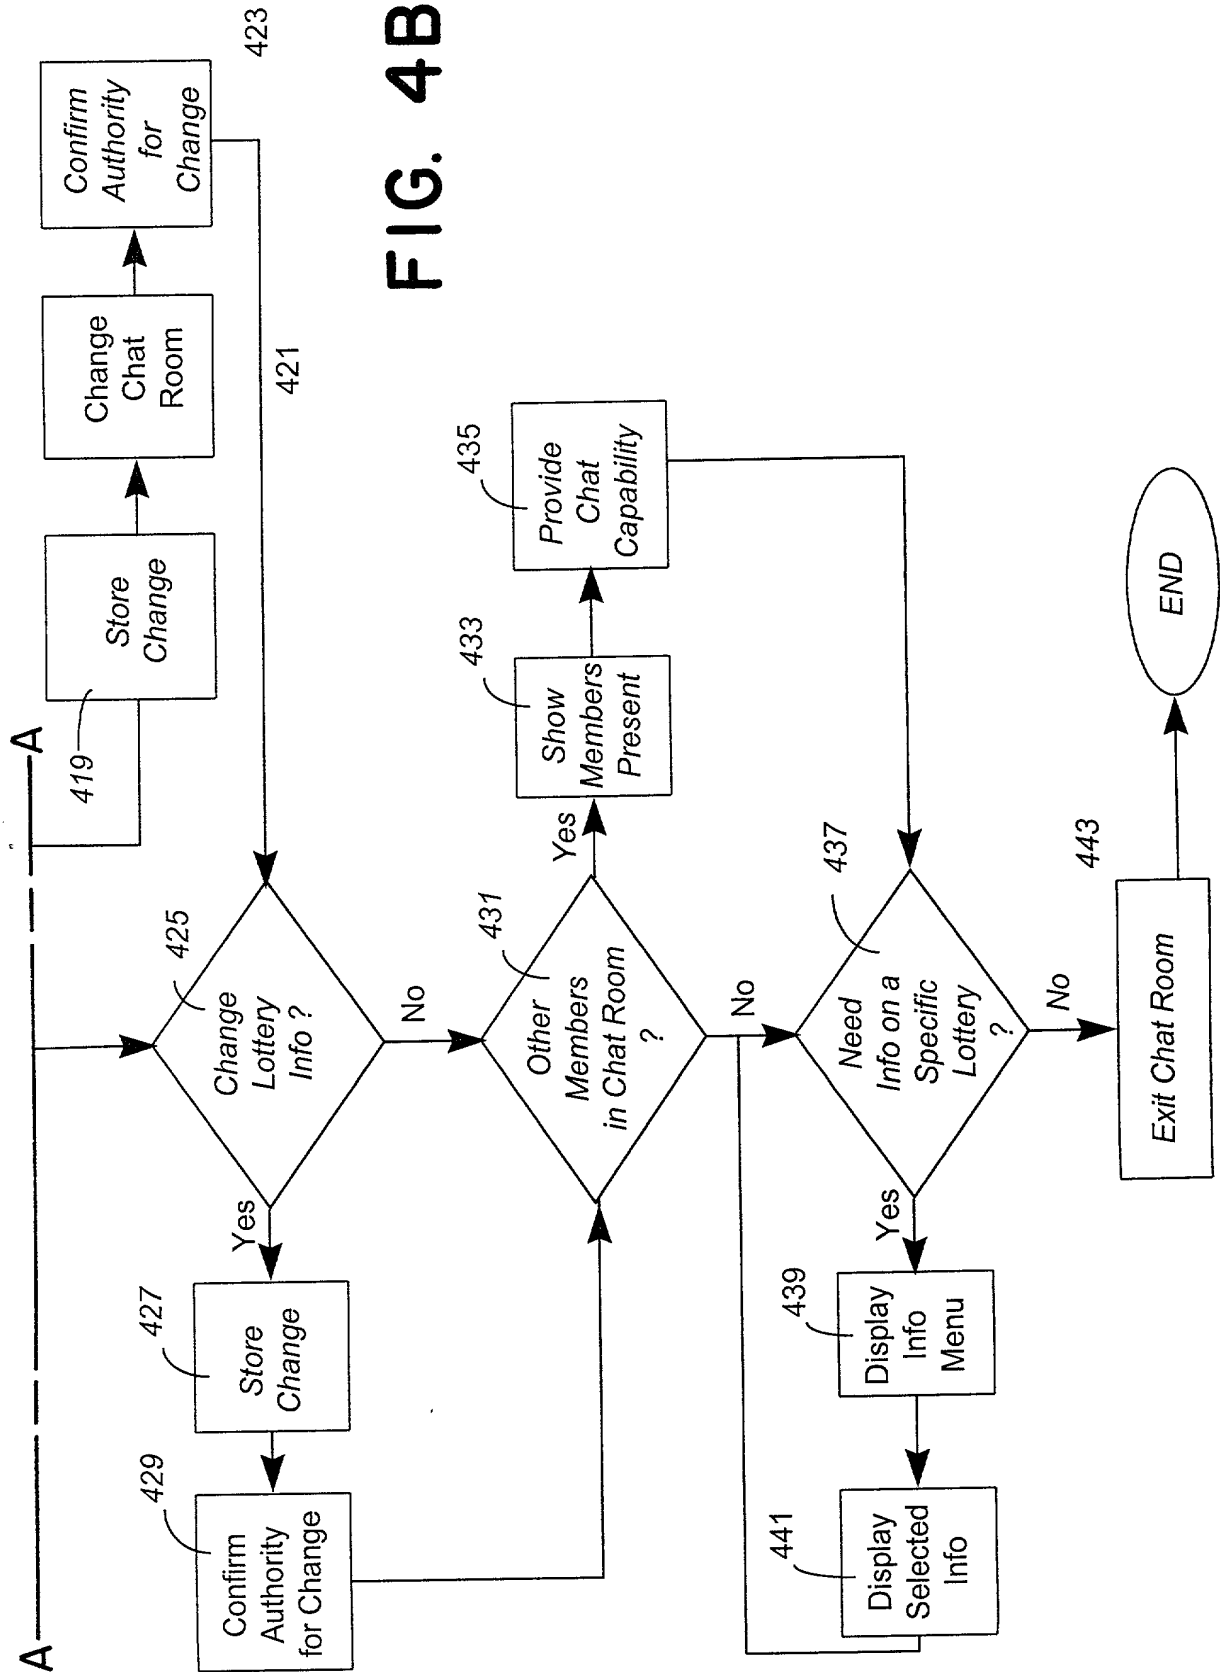 A
A
419
Store
Change
Change
Chat
Room
421
Confirm
Authority
for
Change
423
FIG. 4B
425
Change
Lottery
Info ?
Yes
No
427
Store
Change
429
Confirm
Authority
for Change
431
Other
Members
in Chat Room
?
Yes
No
433
Show
Members
Present
435
Provide
Chat
Capability
437
Need
Info on a
Specific
Lottery
?
Yes
No
439
Display
Info
Menu
441
Display
Selected
Info
443
Exit Chat Room
END